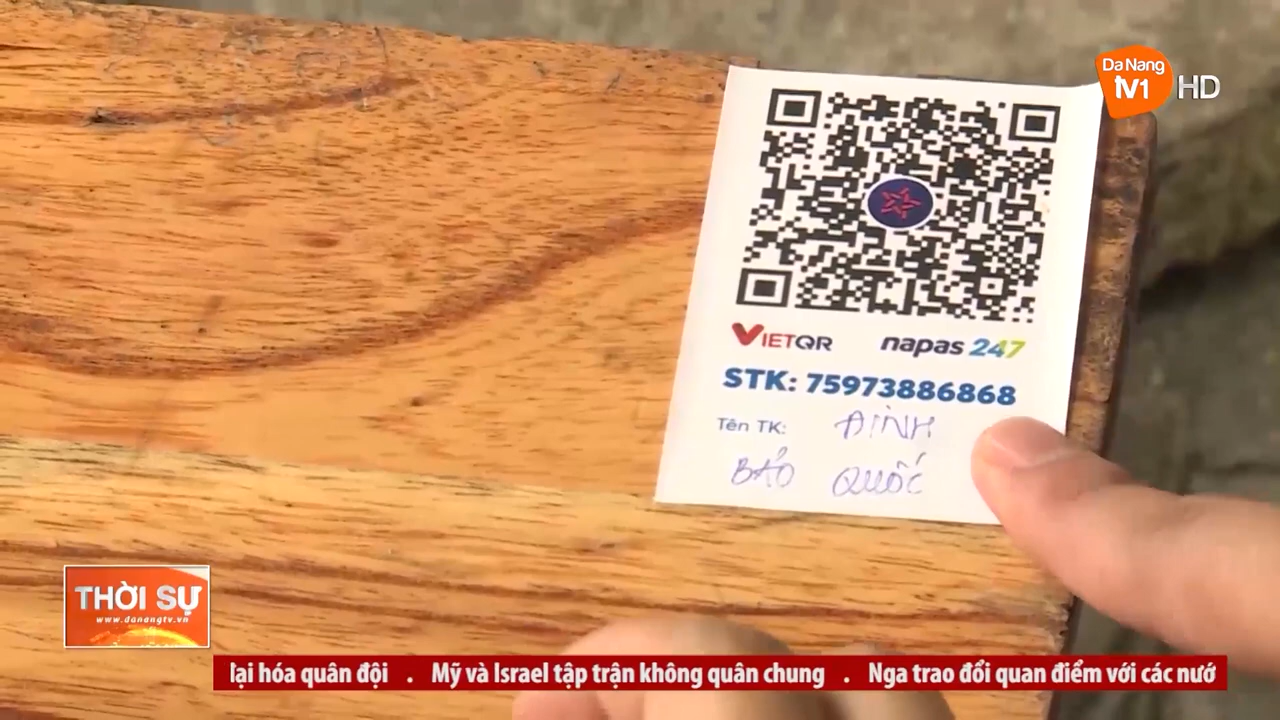 Da Nang
TV1 HD
VIETQR napas 247
STK: 75973886868
Tên TK: ĐINH
BẢO QUỐC
THỜI SỰ
www.danangtv.vn
lại hóa quân đội . Mỹ và Israel tập trận không quân chung . Nga trao đổi quan điểm với các nướ